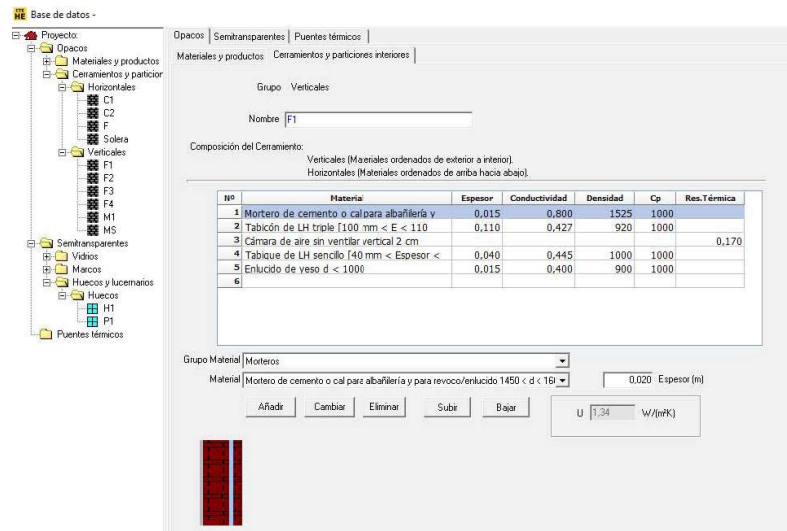 CTE
HE Base de datos -
Proyecto:
Opacos
Materiales y productos
Cerramientos y particior
Horizontales
C1
C2
F
Solera
Verticales
F1
F2
F3
F4
M1
MS
Semitransparentes
Vidrios
Marcos
Huecos y lucernarios
Huecos
H1
P1
Puentes térmicos
Opacos Semitransparentes Puentes térmicos
Materiales y productos Cerramientos y particiones interiores
Grupo Verticales
Nombre F1
Composición del Cerramiento:
Verticales (Materiales ordenados de exterior a interior).
Horizontales (Materiales ordenados de arriba hacia abajo).
Nº Material Espesor Conductividad Densidad Cp Res.Térmica
1 Mortero de cemento o cal para albañilería y 0,015 0,800 1525 1000
2 Tabicón de LH triple [100 mm < E < 110 0,110 0,427 920 1000
3 Cámara de aire sin ventilar vertical 2 cm 0,170
4 Tabique de LH sencillo [40 mm < Espesor < 0,040 0,445 1000 1000
5 Enlucido de yeso d < 1000 0,015 0,400 900 1000
6
Grupo Material Morteros
Material Mortero de cemento o cal para albañilería y para revoco/enlucido 1450 < d < 160 0,020 Espesor (m)
Añadir Cambiar Eliminar Subir Bajar
U 1,34 W/(m²K)